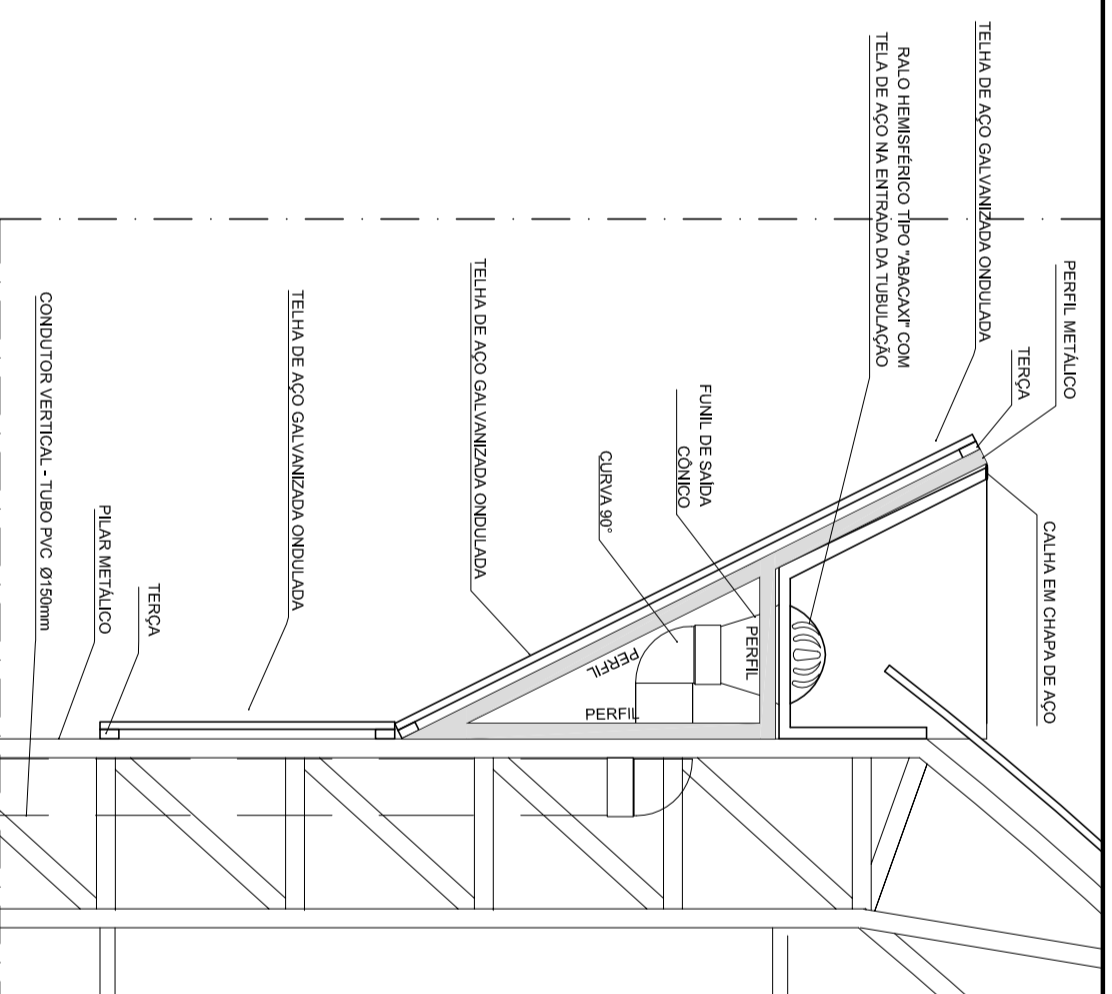 PERFIL METÁLICO
TERÇA
TELHA DE AÇO GALVANIZADA ONDULADA
RALO HEMISFÉRICO TIPO "ABACAXI" COM
TELA DE AÇO NA ENTRADA DA TUBULAÇÃO
CALHA EM CHAPA DE AÇO
FUNIL DE SAÍDA
CÔNICO
CURVA 90°
PERFIL
PERFIL
PERFIL
TELHA DE AÇO GALVANIZADA ONDULADA
TELHA DE AÇO GALVANIZADA ONDULADA
TERÇA
PILAR METÁLICO
CONDUTOR VERTICAL - TUBO PVC Ø150mm